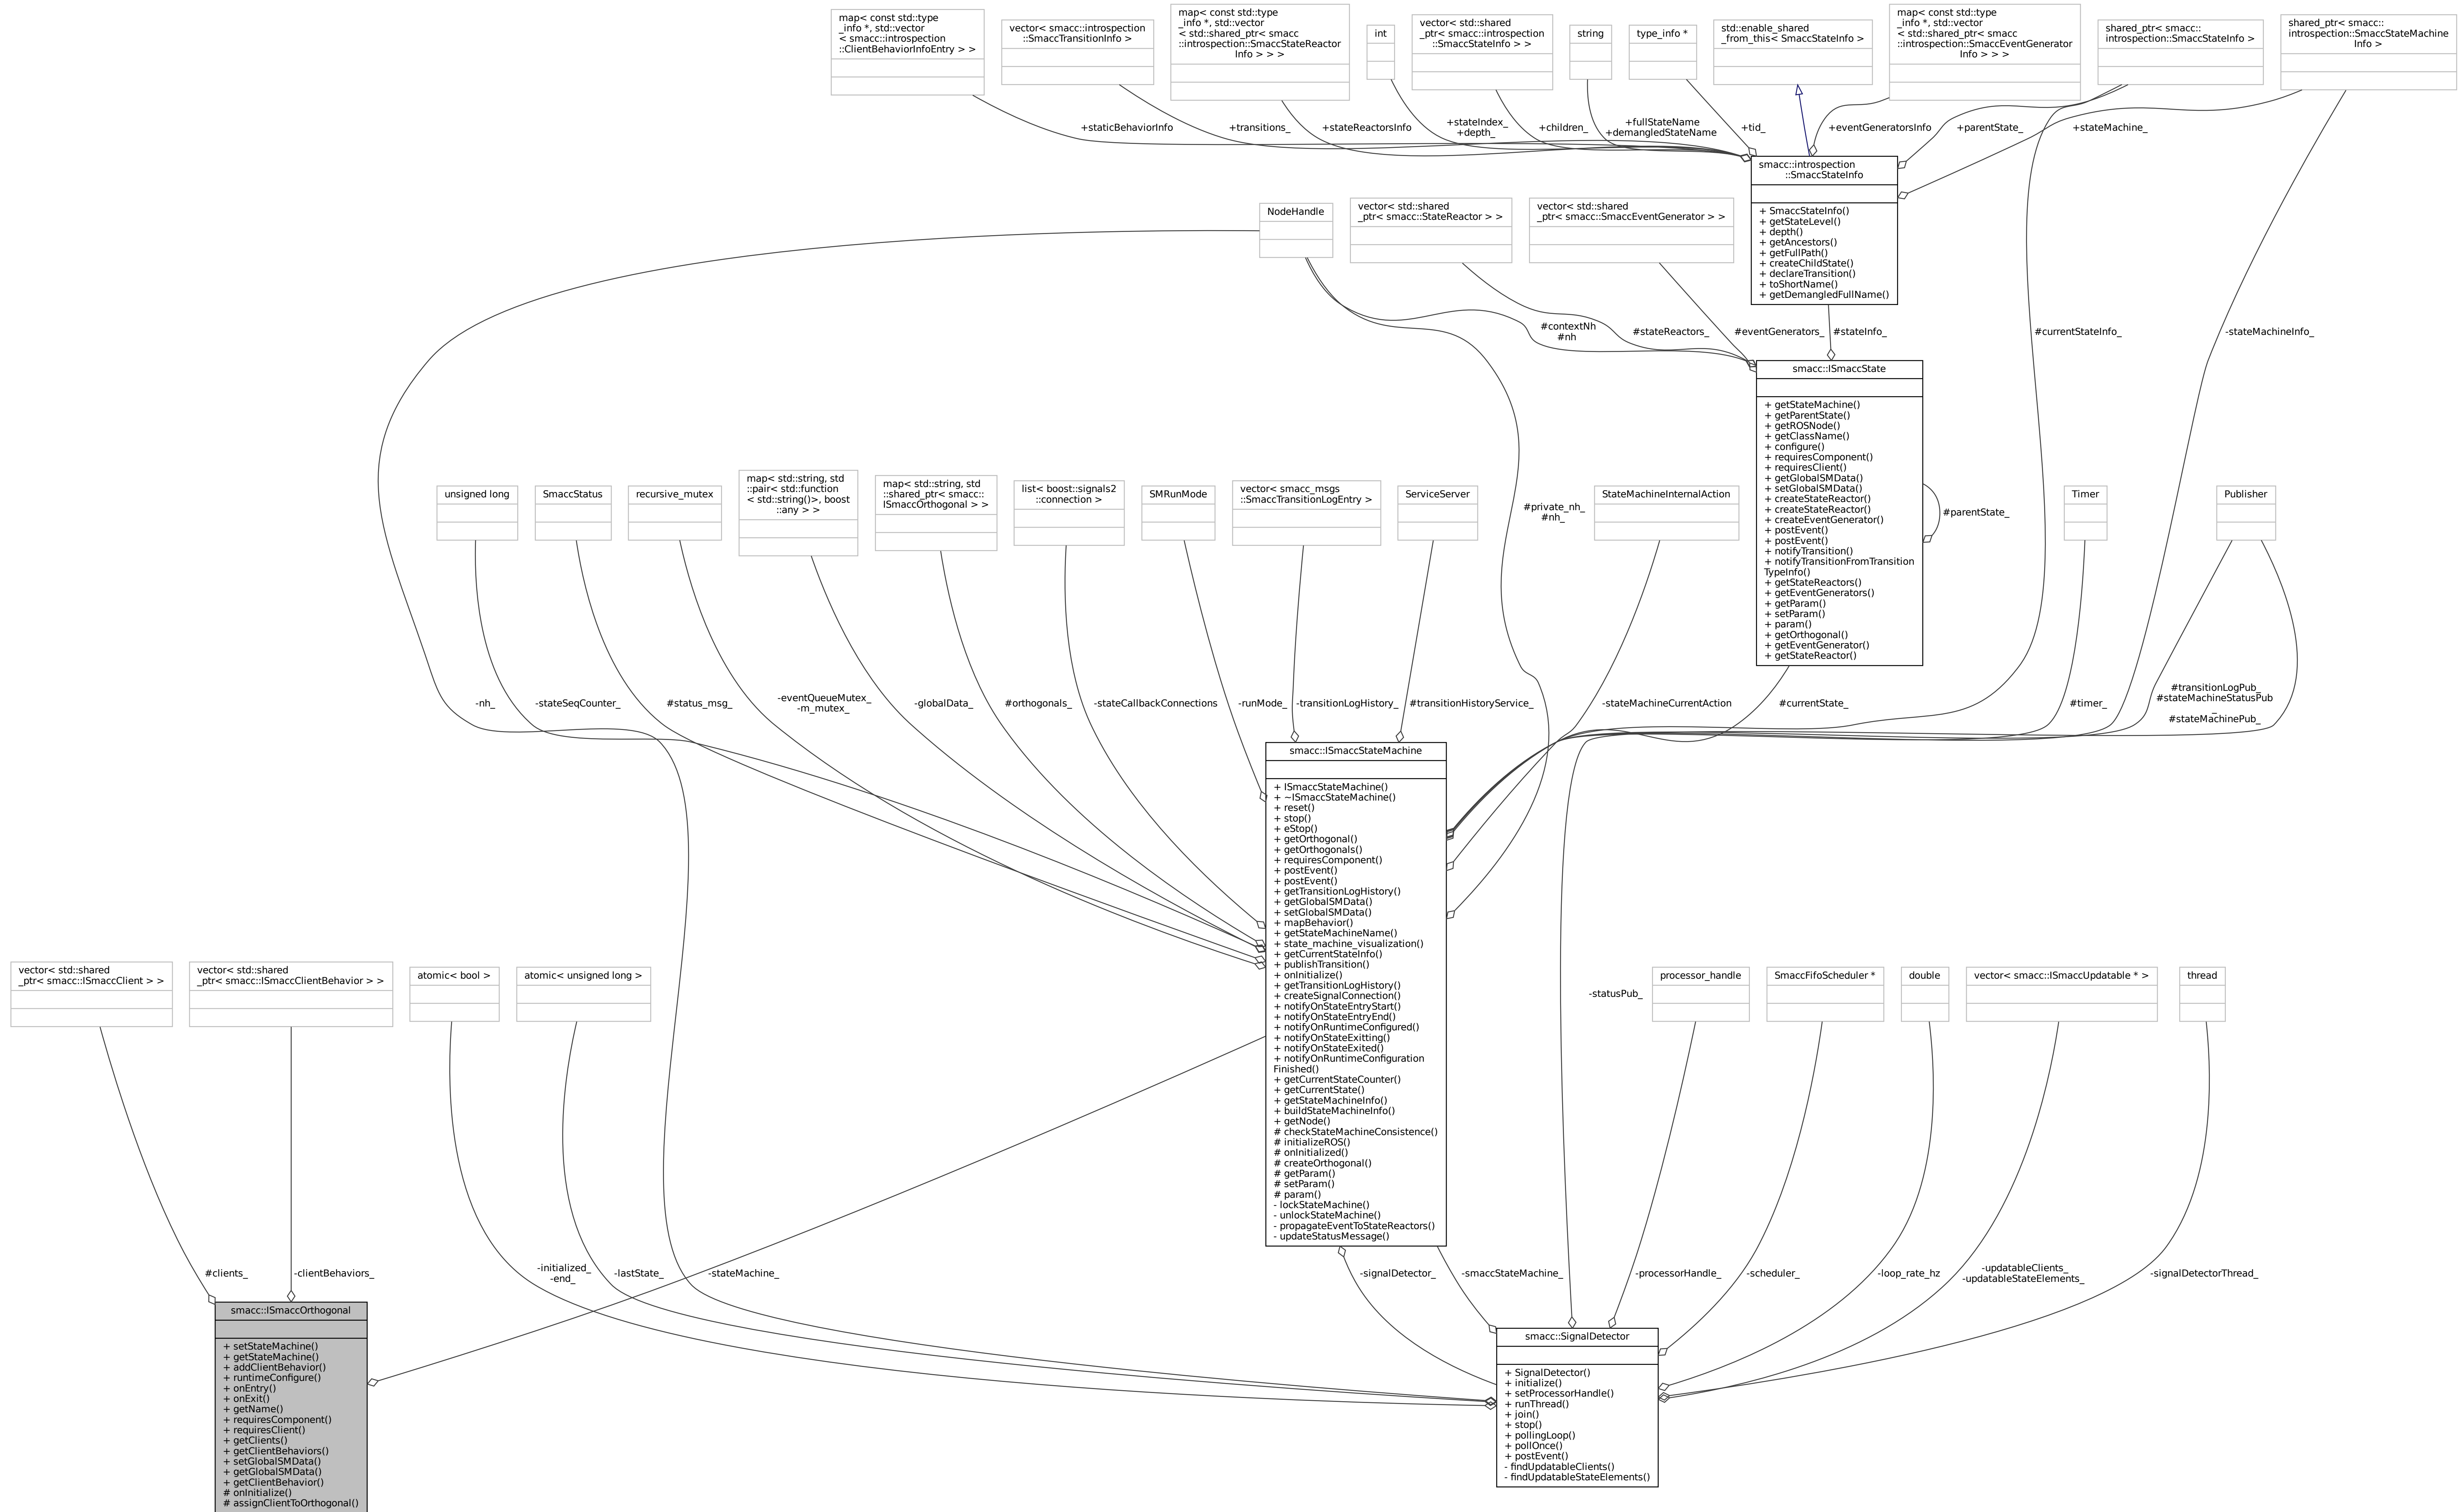 map< const std::type
_info *, std::vector
< smacc::introspection
::ClientBehaviorInfoEntry > >
vector< smacc::introspection
::SmaccTransitionInfo >
map< const std::type
_info *, std::vector
< std::shared_ptr< smacc
::introspection::SmaccStateReactor
Info > > >
int
vector< std::shared
_ptr< smacc::introspection
::SmaccStateInfo > >
string
type_info *
std::enable_shared
_from_this< SmaccStateInfo >
map< const std::type
_info *, std::vector
< std::shared_ptr< smacc
::introspection::SmaccEventGenerator
Info > > >
shared_ptr< smacc::
introspection::SmaccStateInfo >
shared_ptr< smacc::
introspection::SmaccStateMachine
Info >
+staticBehaviorInfo
+transitions_
+stateReactorsInfo
+stateIndex_
+depth_
+children_
+fullStateName
+demangledStateName
+tid_
+eventGeneratorsInfo
+parentState_
+stateMachine_
smacc::introspection
::SmaccStateInfo
+ SmaccStateInfo()
+ getStateLevel()
+ depth()
+ getAncestors()
+ getFullPath()
+ createChildState()
+ declareTransition()
+ toShortName()
+ getDemangledFullName()
NodeHandle
vector< std::shared
_ptr< smacc::StateReactor > >
vector< std::shared
_ptr< smacc::SmaccEventGenerator > >
#contextNh
#nh
#stateReactors_
#eventGenerators_
#stateInfo_
#currentStateInfo_
-stateMachineInfo_
smacc::ISmaccState
+ getStateMachine()
+ getParentState()
+ getROSNode()
+ getClassName()
+ configure()
+ requiresComponent()
+ requiresClient()
+ getGlobalSMData()
+ setGlobalSMData()
+ createStateReactor()
+ createStateReactor()
+ createEventGenerator()
+ postEvent()
+ postEvent()
+ notifyTransition()
+ notifyTransitionFromTransition
TypeInfo()
+ getStateReactors()
+ getEventGenerators()
+ getParam()
+ setParam()
+ param()
+ getOrthogonal()
+ getEventGenerator()
+ getStateReactor()
#parentState_
unsigned long
SmaccStatus
recursive_mutex
map< std::string, std
::pair< std::function
< std::string()>, boost
::any > >
map< std::string, std
::shared_ptr< smacc::
ISmaccOrthogonal > >
list< boost::signals2
::connection >
SMRunMode
vector< smacc_msgs
::SmaccTransitionLogEntry >
ServiceServer
#private_nh_
#nh_
StateMachineInternalAction
Timer
Publisher
-nh_
-stateSeqCounter_
#status_msg_
-eventQueueMutex_
-m_mutex_
-globalData_
#orthogonals_
-stateCallbackConnections
-runMode_
-transitionLogHistory_
#transitionHistoryService_
-stateMachineCurrentAction
#currentState_
#timer_
#transitionLogPub_
#stateMachineStatusPub
_
#stateMachinePub_
smacc::ISmaccStateMachine
+ ISmaccStateMachine()
+ ~ISmaccStateMachine()
+ reset()
+ stop()
+ eStop()
+ getOrthogonal()
+ getOrthogonals()
+ requiresComponent()
+ postEvent()
+ postEvent()
+ getTransitionLogHistory()
+ getGlobalSMData()
+ setGlobalSMData()
+ mapBehavior()
+ getStateMachineName()
+ state_machine_visualization()
+ getCurrentStateInfo()
+ publishTransition()
+ onInitialize()
+ getTransitionLogHistory()
+ createSignalConnection()
+ notifyOnStateEntryStart()
+ notifyOnStateEntryEnd()
+ notifyOnRuntimeConfigured()
+ notifyOnStateExitting()
+ notifyOnStateExited()
+ notifyOnRuntimeConfiguration
Finished()
+ getCurrentStateCounter()
+ getCurrentState()
+ getStateMachineInfo()
+ buildStateMachineInfo()
+ getNode()
# checkStateMachineConsistence()
# initializeROS()
# onInitialized()
# createOrthogonal()
# getParam()
# setParam()
# param()
- lockStateMachine()
- unlockStateMachine()
- propagateEventToStateReactors()
- updateStatusMessage()
vector< std::shared
_ptr< smacc::ISmaccClient > >
vector< std::shared
_ptr< smacc::ISmaccClientBehavior > >
atomic< bool >
atomic< unsigned long >
-statusPub_
processor_handle
SmaccFifoScheduler *
double
vector< smacc::ISmaccUpdatable * >
thread
#clients_
-clientBehaviors_
-initialized_
-end_
-lastState_
-stateMachine_
-signalDetector_
-smaccStateMachine_
-processorHandle_
-scheduler_
-loop_rate_hz
-updatableClients_
-updatableStateElements_
-signalDetectorThread_
smacc::ISmaccOrthogonal
+ setStateMachine()
+ getStateMachine()
+ addClientBehavior()
+ runtimeConfigure()
+ onEntry()
+ onExit()
+ getName()
+ requiresComponent()
+ requiresClient()
+ getClients()
+ getClientBehaviors()
+ setGlobalSMData()
+ getGlobalSMData()
+ getClientBehavior()
# onInitialize()
# assignClientToOrthogonal()
smacc::SignalDetector
+ SignalDetector()
+ initialize()
+ setProcessorHandle()
+ runThread()
+ join()
+ stop()
+ pollingLoop()
+ pollOnce()
+ postEvent()
- findUpdatableClients()
- findUpdatableStateElements()